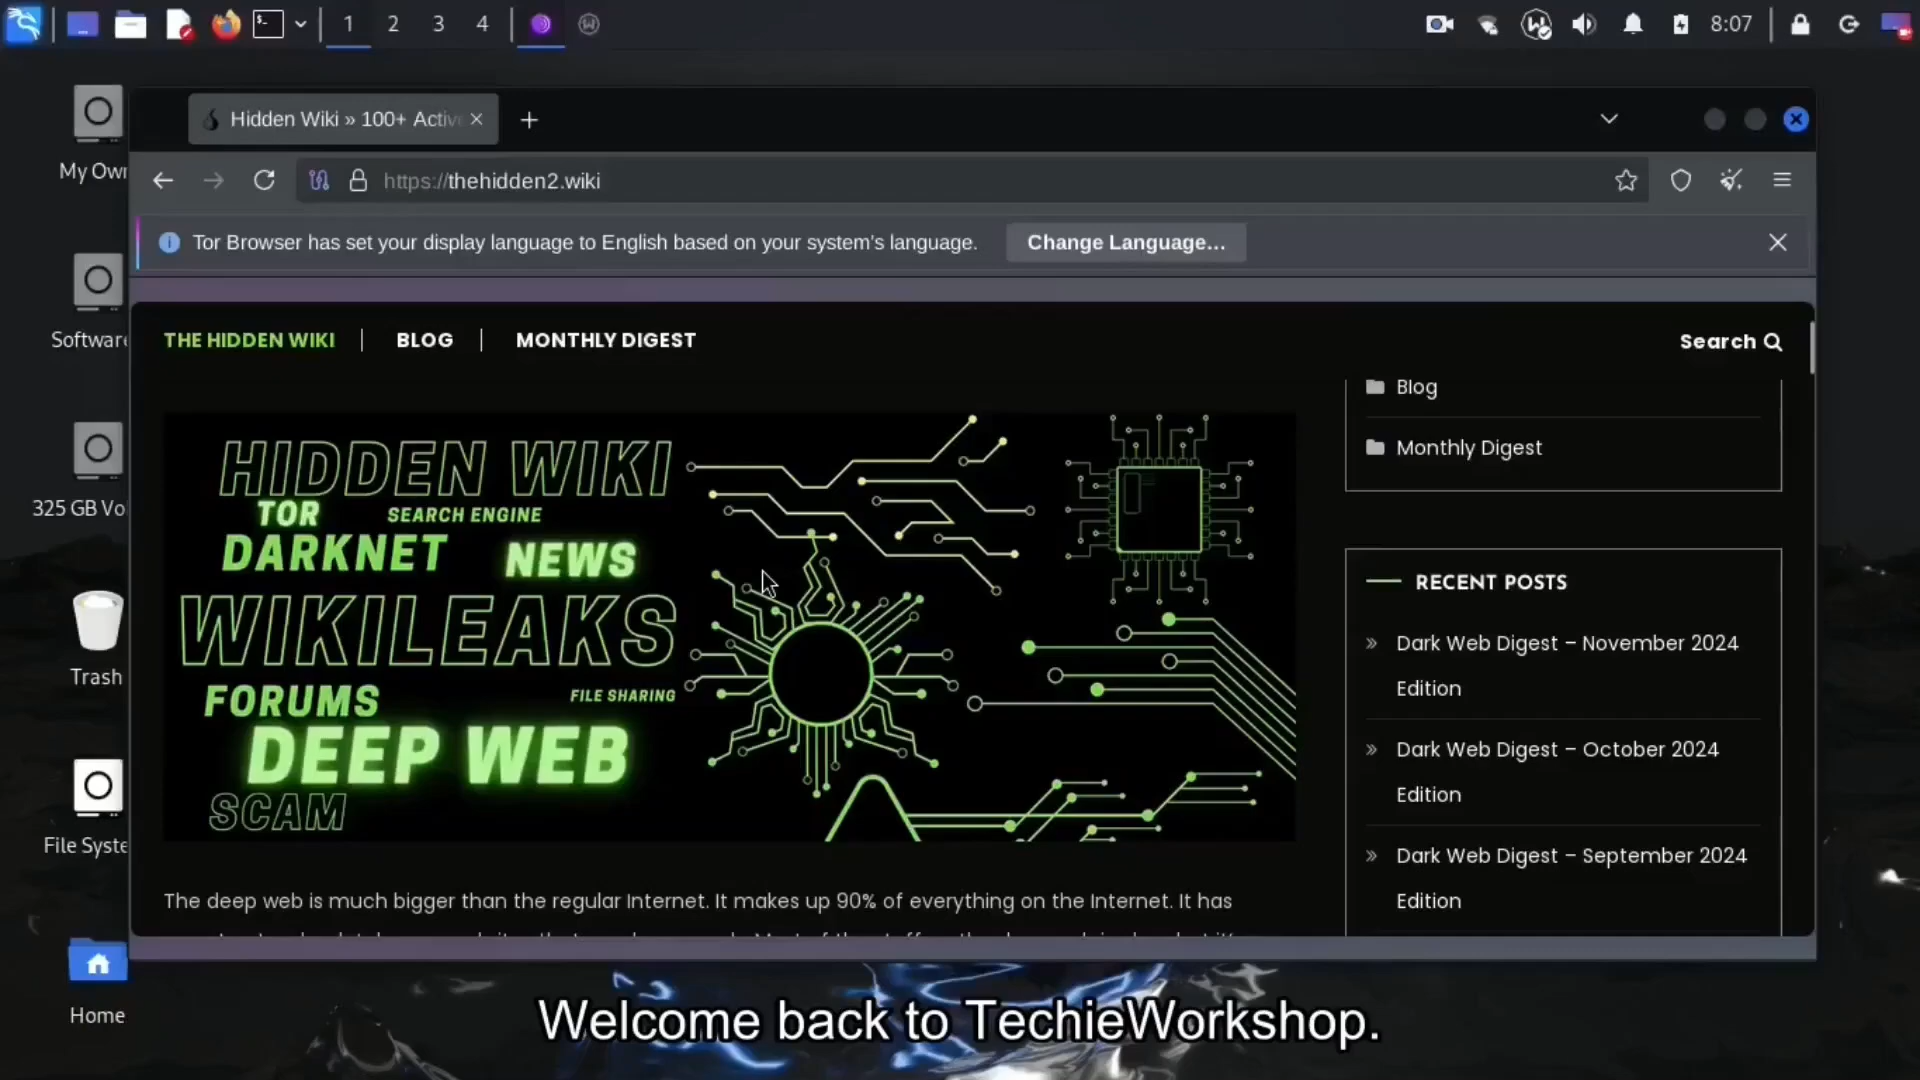 1 2 3 4
8:07
My Own
Software
325 GB Vo
Trash
File Syste
Home
Hidden Wiki » 100+ Activ
https://thehidden2.wiki
Tor Browser has set your display language to English based on your system's language.
Change Language...
THE HIDDEN WIKI
BLOG
MONTHLY DIGEST
Search
HIDDEN WIKI
TOR
SEARCH ENGINE
DARKNET
NEWS
WIKILEAKS
FORUMS
FILE SHARING
DEEP WEB
SCAM
The deep web is much bigger than the regular Internet. It makes up 90% of everything on the Internet. It has
Blog
Monthly Digest
RECENT POSTS
» Dark Web Digest – November 2024
Edition
» Dark Web Digest – October 2024
Edition
» Dark Web Digest – September 2024
Edition
Welcome back to TechieWorkshop.